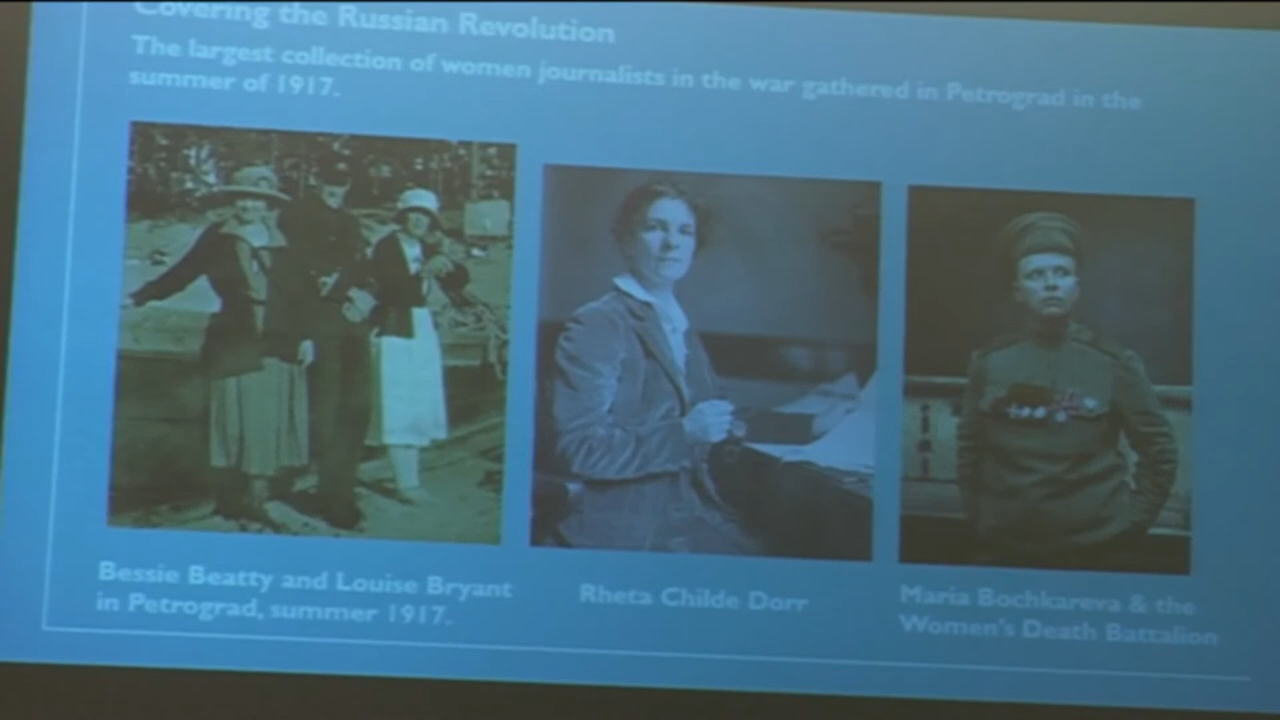 Covering the Russian Revolution
The largest collection of women journalists in the war gathered in Petrograd in the
summer of 1917.
Bessie Beatty and Louise Bryant
in Petrograd, summer 1917.
Rheta Childe Dorr
Maria Bochkareva & the
Women's Death Battalion